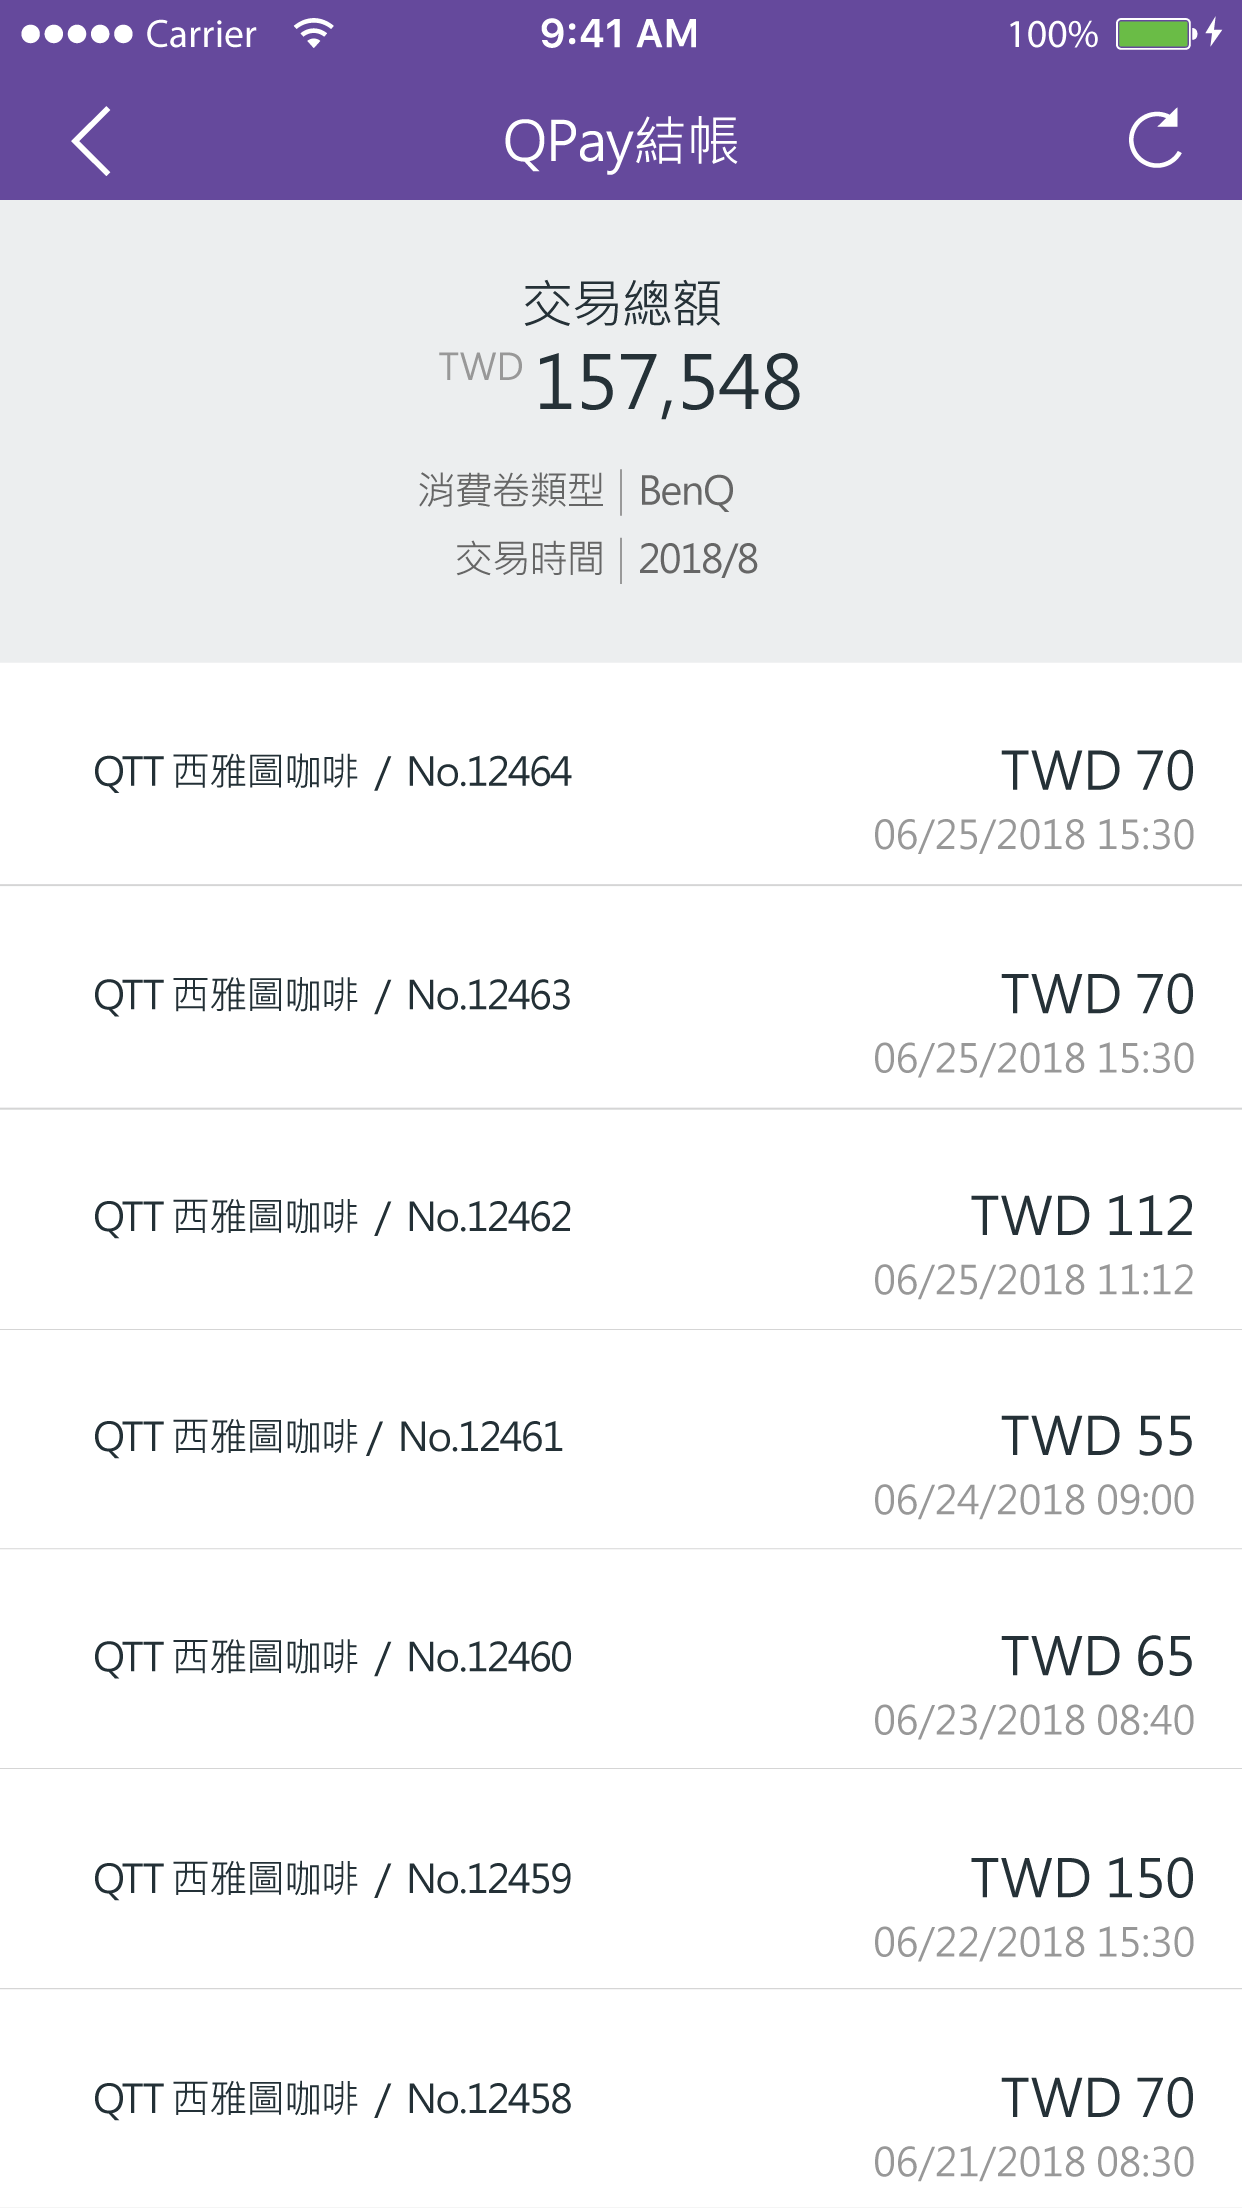 Carrier 9:41 AM 100%
QPay結帳
交易總額
TWD 157,548
消費卷類型 | BenQ
交易時間 | 2018/8
QTT 西雅圖咖啡 / No.12464 TWD 70
06/25/2018 15:30
QTT 西雅圖咖啡 / No.12463 TWD 70
06/25/2018 15:30
QTT 西雅圖咖啡 / No.12462 TWD 112
06/25/2018 11:12
QTT 西雅圖咖啡 / No.12461 TWD 55
06/24/2018 09:00
QTT 西雅圖咖啡 / No.12460 TWD 65
06/23/2018 08:40
QTT 西雅圖咖啡 / No.12459 TWD 150
06/22/2018 15:30
QTT 西雅圖咖啡 / No.12458 TWD 70
06/21/2018 08:30